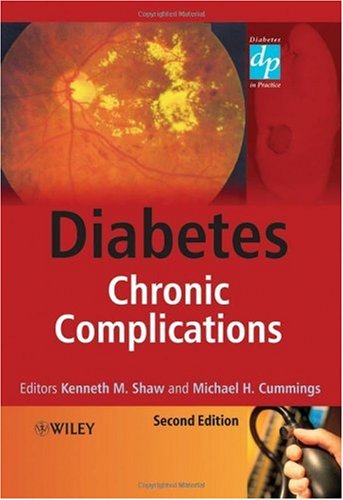 Diabetes
dp
in Practice
Diabetes
Chronic
Complications
Editors Kenneth M. Shaw and Michael H. Cummings
Second Edition
WILEY